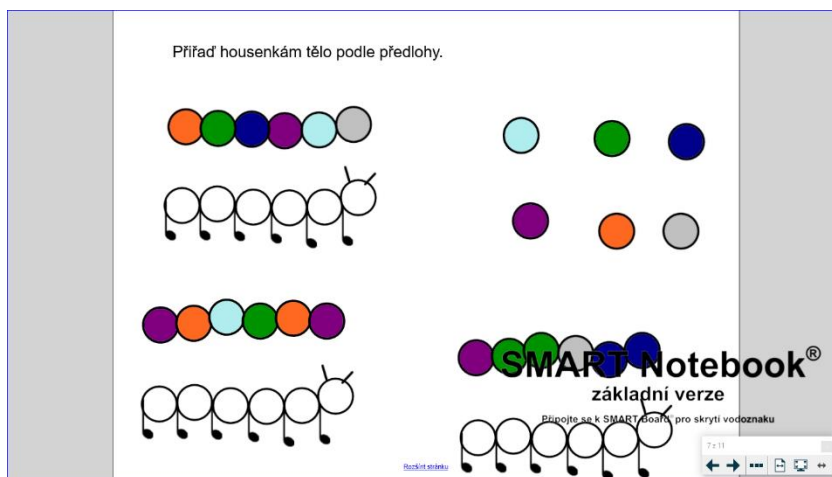 Přiřaď housenkám tělo podle předlohy.
SMART Notebook®
základní verze
Připojte se k SMART Board® pro skrytí vodoznaku
7 z 11
Rozšířit stránku